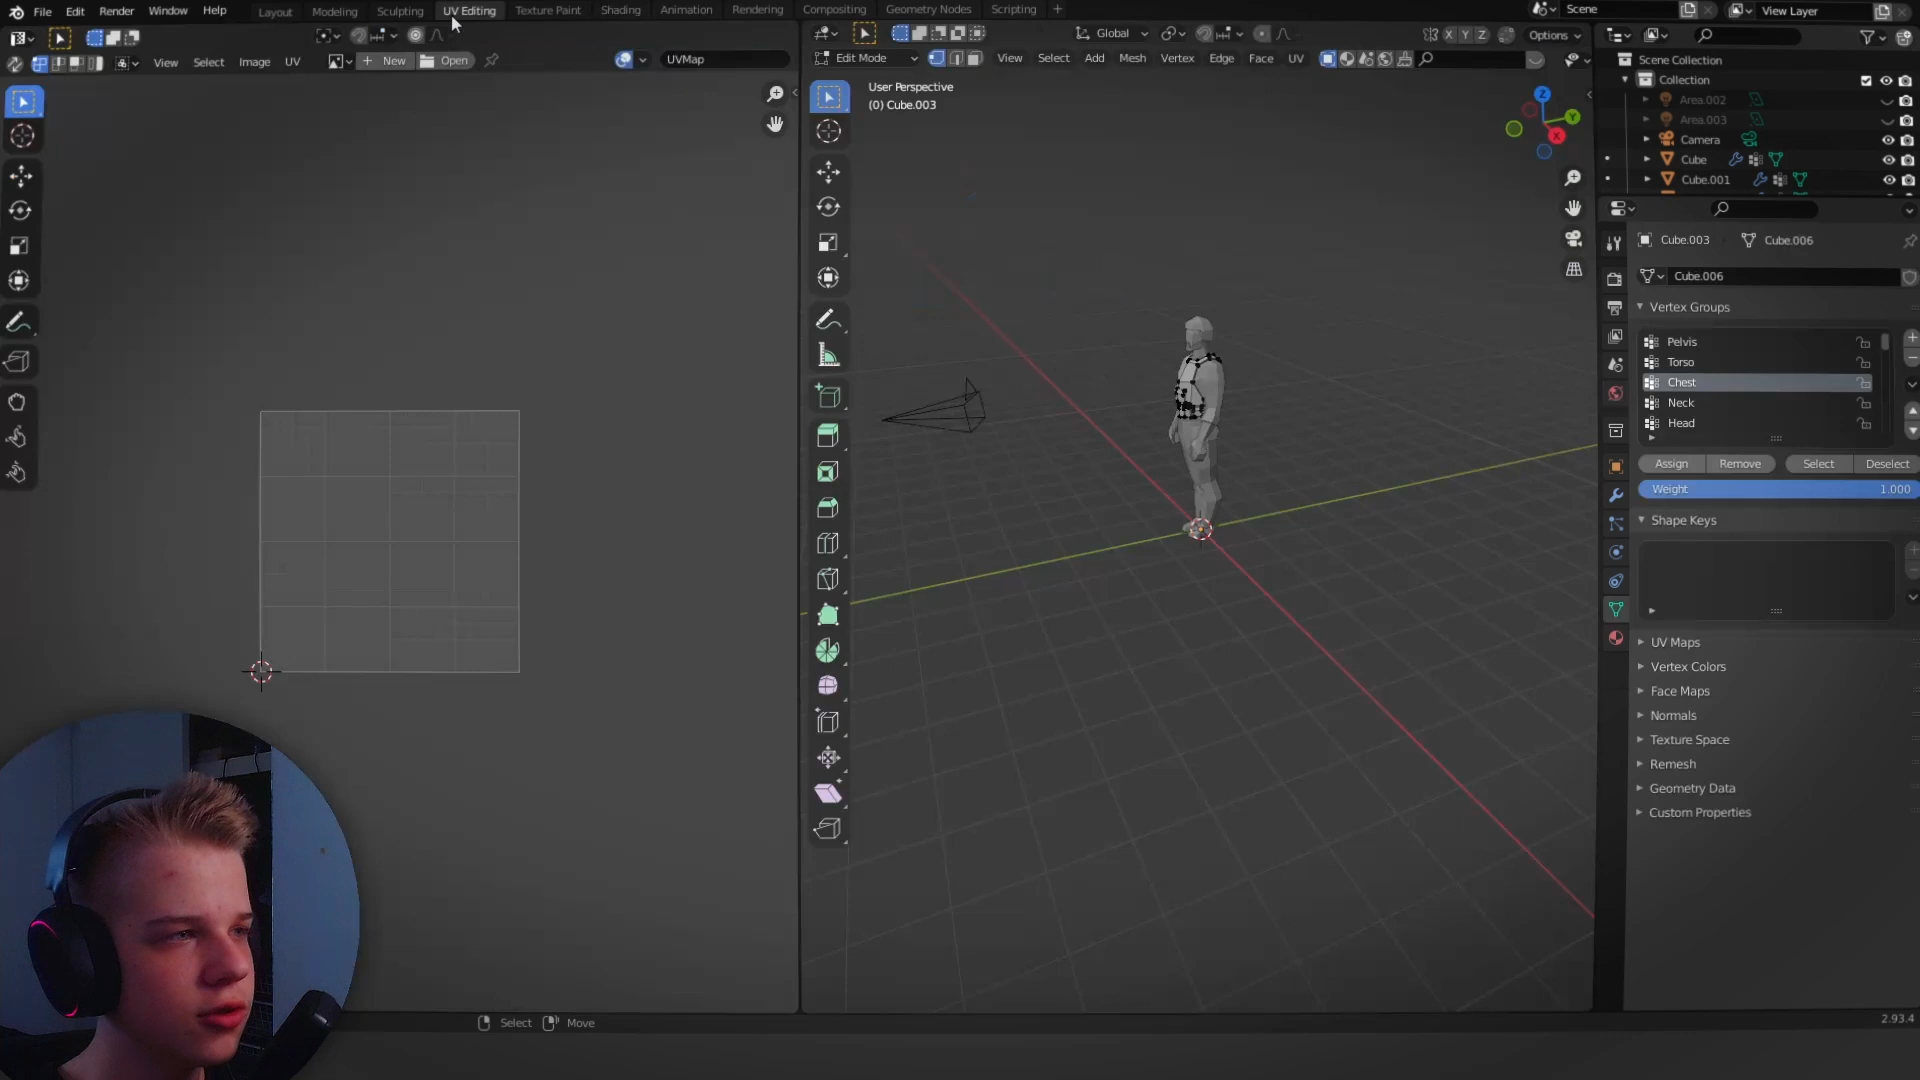 File Edit Render Window Help Layout Modeling Sculpting UV Editing Texture Paint Shading Animation Rendering Compositing Geometry Nodes Scripting + Scene View Layer
Global X Y Z Options
View Select Image UV + New Open UVMap
Edit Mode View Select Add Mesh Vertex Edge Face UV
User Perspective
(0) Cube.003
Z
Y
X
Scene Collection
Collection
Area.002
Area.003
Camera
Cube
Cube.001
Cube.003 Cube.006
Cube.006
Vertex Groups
Pelvis
Torso
Chest
Neck
Head
Assign Remove Select Deselect
Weight 1.000
Shape Keys
UV Maps
Vertex Colors
Face Maps
Normals
Texture Space
Remesh
Geometry Data
Custom Properties
Select Move
2.93.4